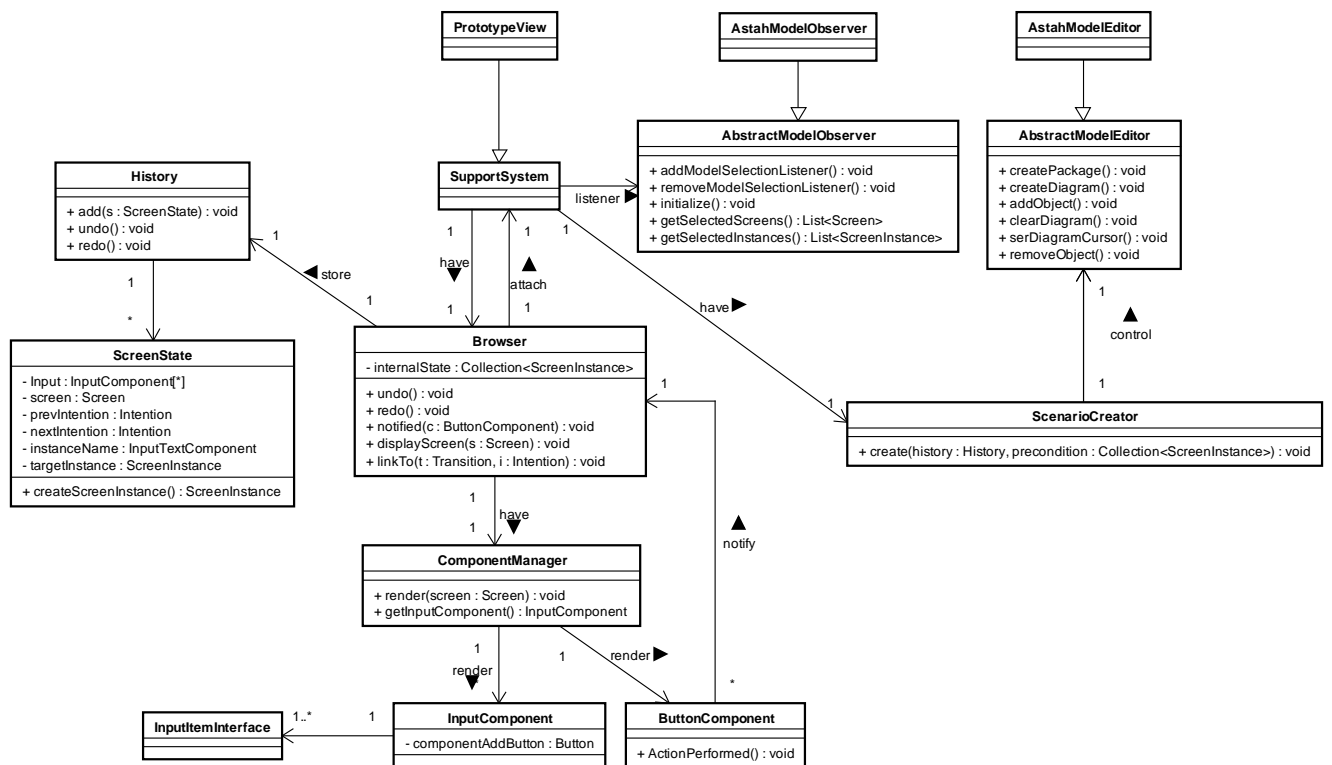 PrototypeView
AstahModelObserver
AstahModelEditor
AbstractModelObserver
+ addModelSelectionListener() : void
+ removeModelSelectionListener() : void
+ initialize() : void
+ getSelectedScreens() : List<Screen>
+ getSelectedInstances() : List<ScreenInstance>
AbstractModelEditor
+ createPackage() : void
+ createDiagram() : void
+ addObject() : void
+ clearDiagram() : void
+ serDiagramCursor() : void
+ removeObject() : void
History
+ add(s : ScreenState) : void
+ undo() : void
+ redo() : void
SupportSystem
listener ▶
1
1
1
1
have
▼
▲
attach
1
1
◀ store
1
1
*
1
have ▶
1
▲
control
1
1
ScreenState
- Input : InputComponent[*]
- screen : Screen
- prevIntention : Intention
- nextIntention : Intention
- instanceName : InputTextComponent
- targetInstance : ScreenInstance
+ createScreenInstance() : ScreenInstance
Browser
- internalState : Collection<ScreenInstance>
+ undo() : void
+ redo() : void
+ notified(c : ButtonComponent) : void
+ displayScreen(s : Screen) : void
+ linkTo(t : Transition, i : Intention) : void
1
ScenarioCreator
+ create(history : History, precondition : Collection<ScreenInstance>) : void
1
have
▼
1
▲
notify
ComponentManager
+ render(screen : Screen) : void
+ getInputComponent() : InputComponent
1
render
▼
*
1
render ▶
*
InputItemInterface
1..*
1
InputComponent
- componentAddButton : Button
ButtonComponent
+ ActionPerformed() : void